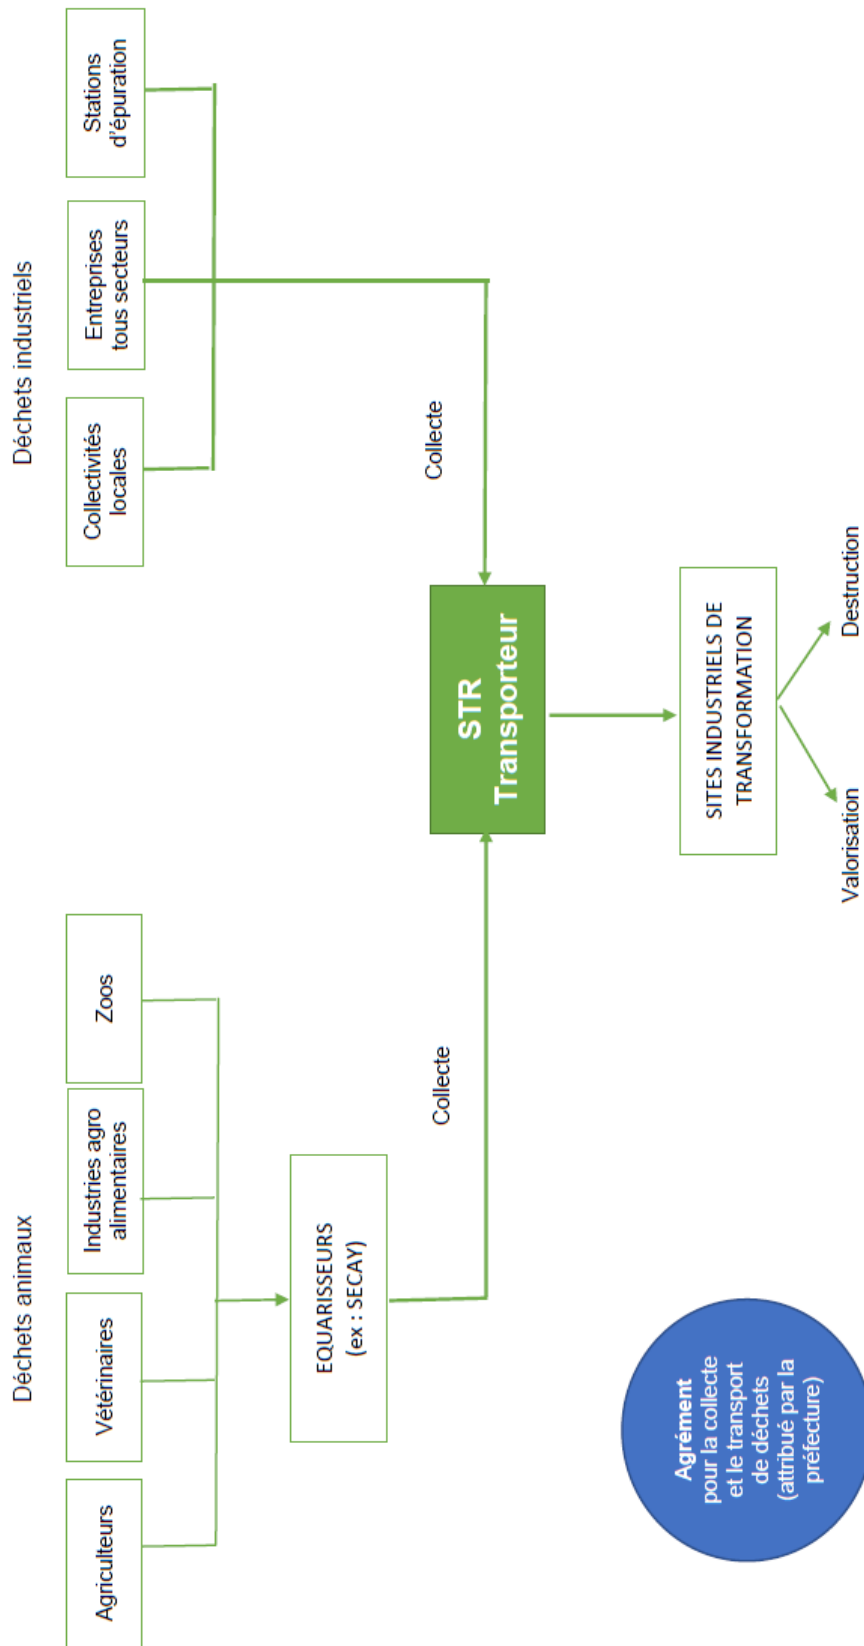 Déchets animaux
Déchets industriels
Agriculteurs
Vétérinaires
Industries agro
alimentaires
Zoos
Collectivités
locales
Entreprises
tous secteurs
Stations
d'épuration
EQUARISSEURS
(ex : SECAY)
Collecte
Collecte
STR
Transporteur
SITES INDUSTRIELS DE
TRANSFORMATION
Valorisation
Destruction
Agrément
pour la collecte
et le transport
de déchets
(attribué par la
préfecture)